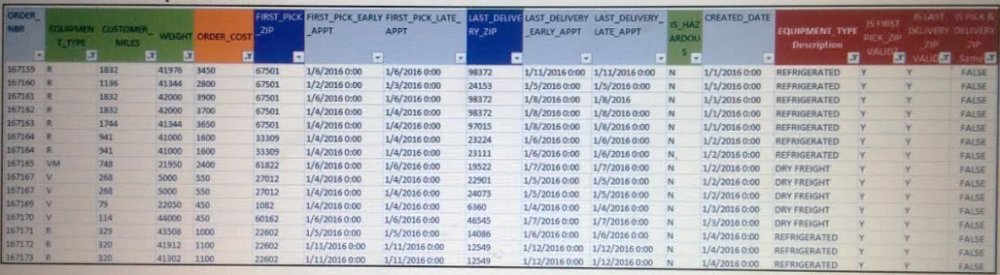 ORDER_NBR EQUIPMENT_TYPE CUSTOMER_MILES WEIGHT ORDER_COST FIRST_PICK_ZIP FIRST_PICK_EARLY_APPT FIRST_PICK_LATE_APPT LAST_DELIVERY_ZIP LAST_DELIVERY_EARLY_APPT LAST_DELIVERY_LATE_APPT IS_HAZARDOUS CREATED_DATE EQUIPMENT_TYPE Description IS FIRST PICK_ZIP VALID? IS LAST DELIVERY_ZIP VALID IS PICK & DELIVERY ZIP Same
167159 R 1832 41976 3450 67501 1/6/2016 0:00 1/6/2016 0:00 98372 1/11/2016 0:00 1/11/2016 0:00 N 1/1/2016 0:00 REFRIGERATED Y Y FALSE
167160 R 1136 41344 2800 67501 1/2/2016 0:00 1/3/2016 0:00 24153 1/5/2016 0:00 1/5/2016 0:00 N 1/1/2016 0:00 REFRIGERATED Y Y FALSE
167161 R 1832 42000 3900 67501 1/6/2016 0:00 1/6/2016 0:00 98372 1/8/2016 0:00 1/8/2016 N 1/1/2016 0:00 REFRIGERATED Y Y FALSE
167162 R 1832 42000 3700 67501 1/4/2016 0:00 1/4/2016 0:00 98372 1/8/2016 0:00 1/8/2016 0:00 N 1/1/2016 0:00 REFRIGERATED Y Y FALSE
167163 R 1744 41344 3650 67501 1/4/2016 0:00 1/4/2016 0:00 97015 1/8/2016 0:00 1/8/2016 0:00 N 1/1/2016 0:00 REFRIGERATED Y Y FALSE
167164 R 941 41000 1600 33309 1/4/2016 0:00 1/4/2016 0:00 23224 1/6/2016 0:00 1/6/2016 0:00 N 1/2/2016 0:00 REFRIGERATED Y Y FALSE
167164 R 941 41000 1600 33309 1/4/2016 0:00 1/4/2016 0:00 23111 1/6/2016 0:00 1/6/2016 0:00 N, 1/2/2016 0:00 REFRIGERATED Y Y FALSE
167165 VM 748 21950 2400 61822 1/6/2016 0:00 1/6/2016 0:00 19522 1/7/2016 0:00 1/7/2016 0:00 N 1/2/2016 0:00 DRY FREIGHT Y Y FALSE
167167 V 268 5000 550 27012 1/4/2016 0:00 1/4/2016 0:00 22901 1/5/2016 0:00 1/5/2016 0:00 N 1/2/2016 0:00 DRY FREIGHT Y Y FALSE
167167 V 268 5000 550 27012 1/4/2016 0:00 1/4/2016 0:00 24073 1/5/2016 0:00 1/5/2016 0:00 N 1/2/2016 0:00 DRY FREIGHT Y Y FALSE
167169 V 79 22050 450 1082 1/4/2016 0:00 1/4/2016 0:00 6360 1/4/2016 0:00 1/4/2016 0:00 N 1/3/2016 0:00 DRY FREIGHT Y Y FALSE
167170 V 114 44000 450 60162 1/6/2016 0:00 1/6/2016 0:00 46545 1/7/2016 0:00 1/7/2016 0:00 N 1/3/2016 0:00 DRY FREIGHT Y Y FALSE
167171 R 329 43508 1000 22602 1/5/2016 0:00 1/5/2016 0:00 14086 1/6/2016 0:00 1/6/2016 0:00 N 1/4/2016 0:00 REFRIGERATED Y Y FALSE
167172 R 320 41912 1100 22602 1/11/2016 0:00 1/11/2016 0:00 12549 1/12/2016 0:00 1/12/2016 0:00 N 1/4/2016 0:00 REFRIGERATED Y Y FALSE
167173 R 320 41302 1100 22602 1/11/2016 0:00 1/11/2016 0:00 12549 1/12/2016 0:00 1/12/2016 0:00 N 1/4/2016 0:00 REFRIGERATED Y Y FALSE